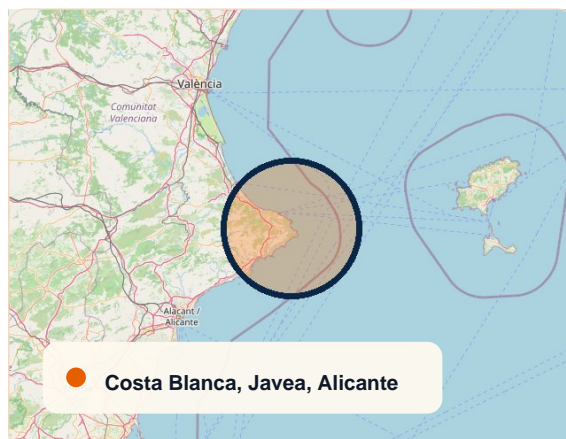 València
Comunitat
Valenciana
Alacant /
Alicante
Costa Blanca, Javea, Alicante